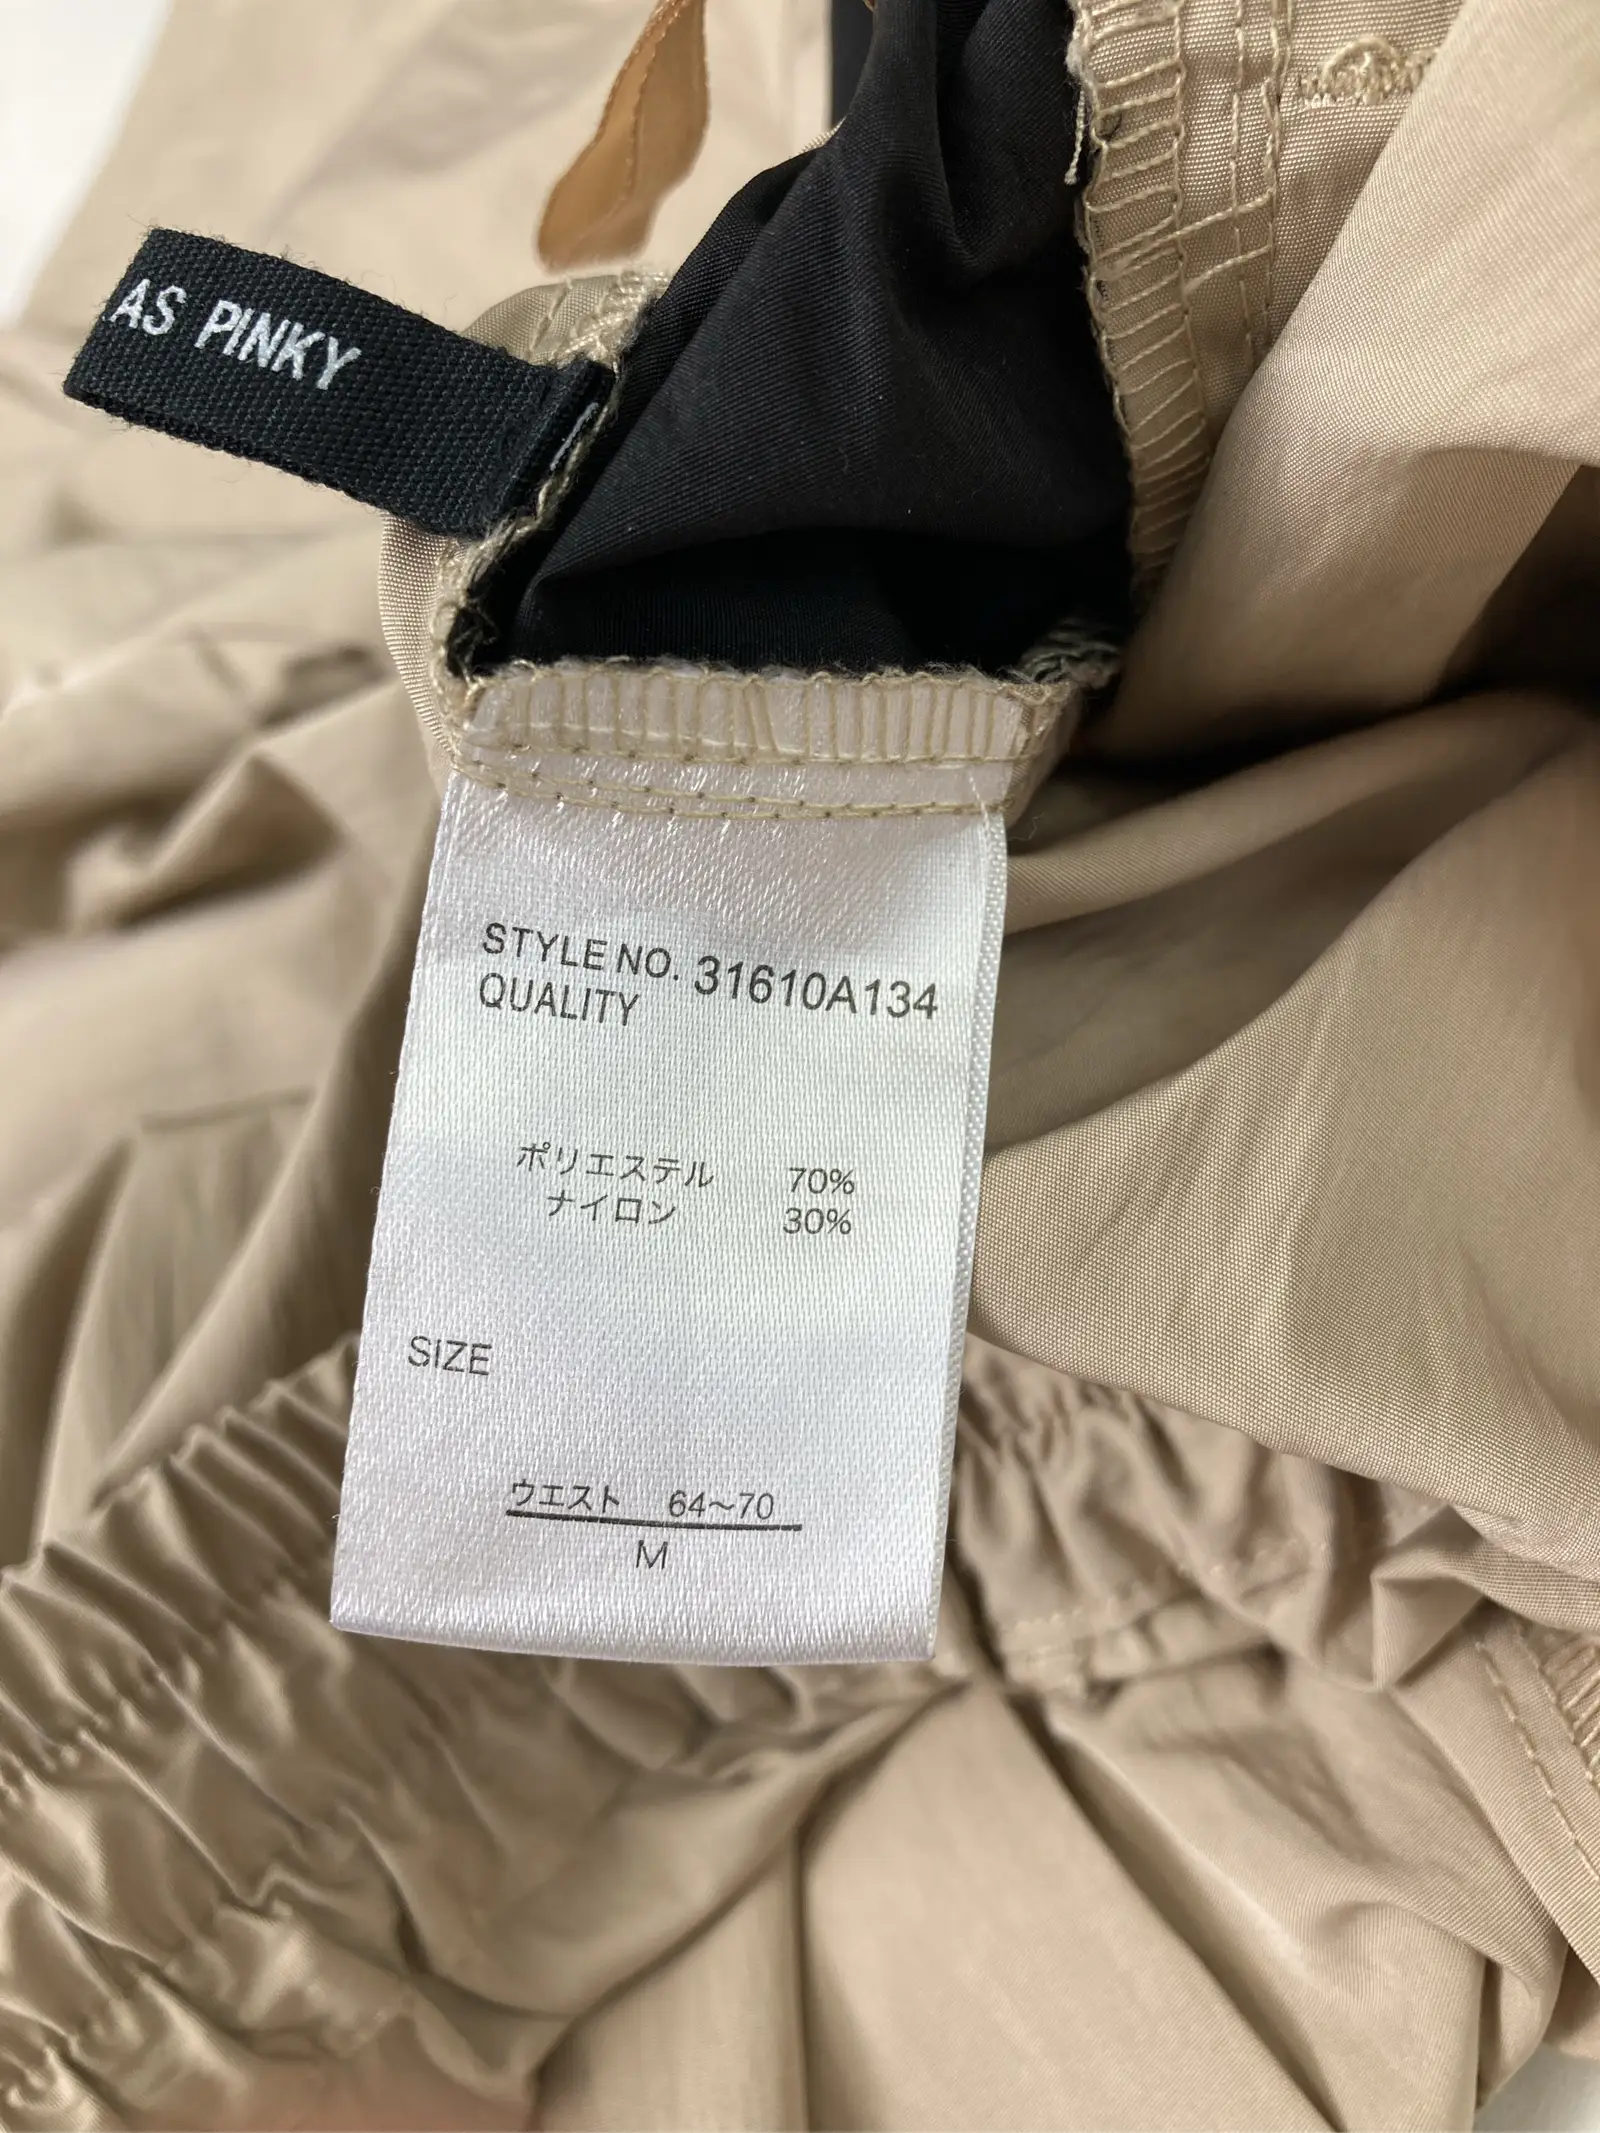 AS PINKY
STYLE NO. 31610A134
QUALITY
ポリエステル 70%
ナイロン 30%
SIZE
ウエスト 64~70
M